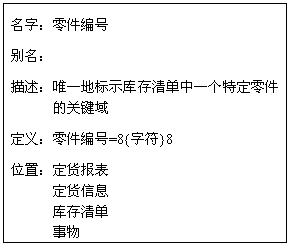 名字：零件编号
别名：
描述：唯一地标示库存清单中一个特定零件
的关键域
定义：零件编号=8{字符}8
位置：定货报表
定货信息
库存清单
事物